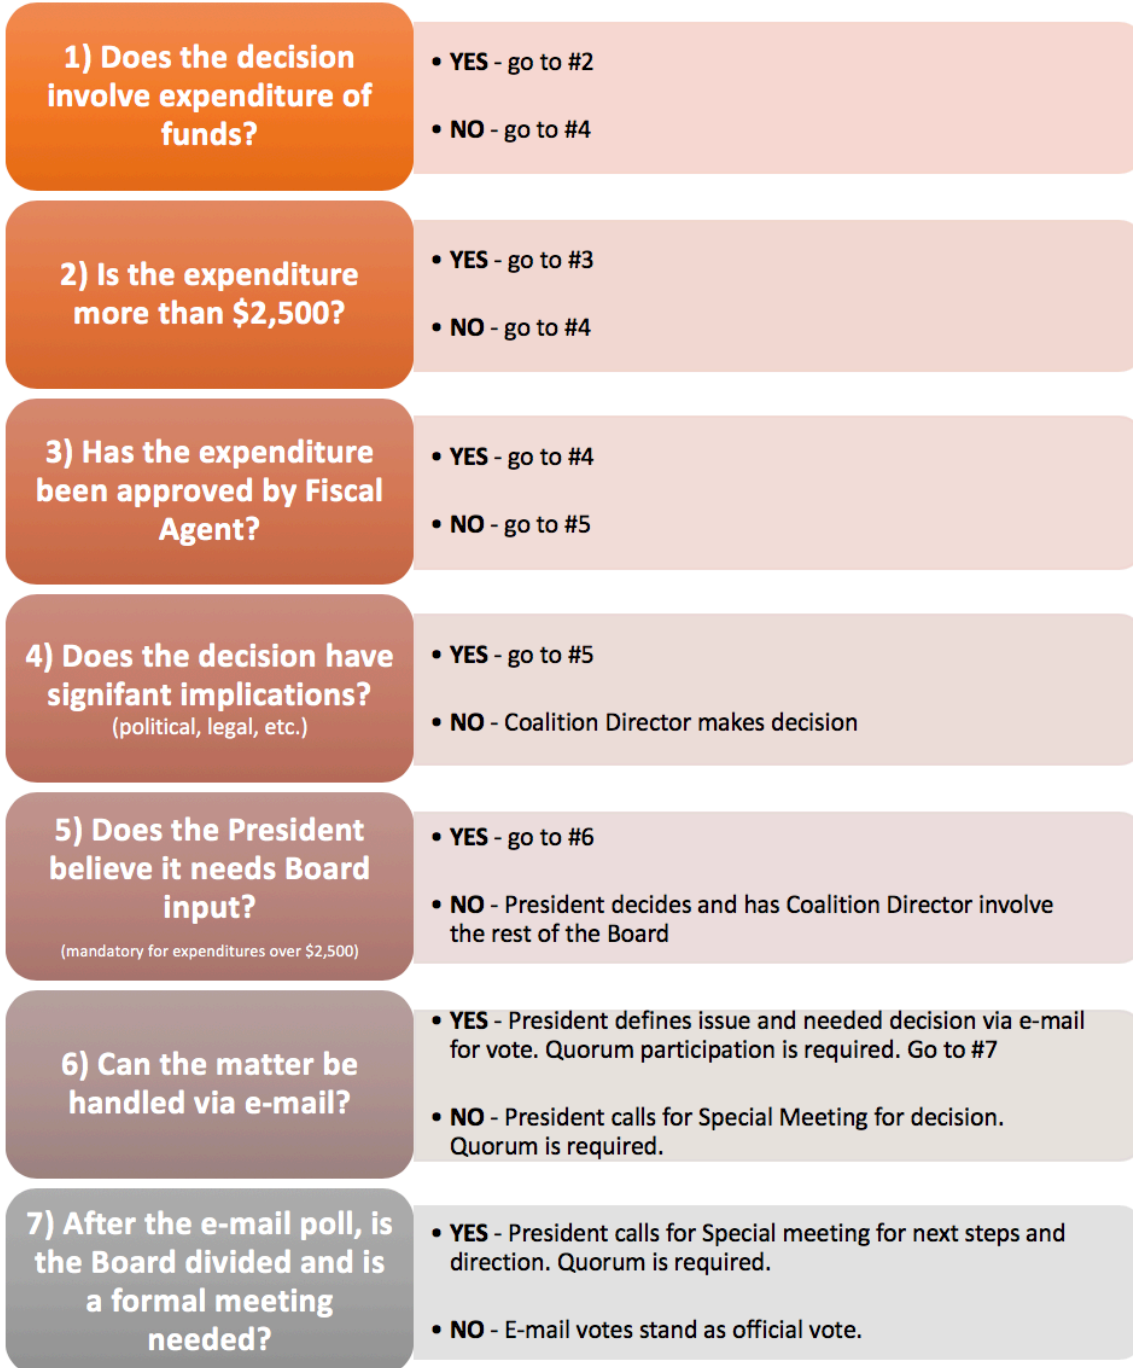 1) Does the decision
involve expenditure of
funds?
• YES - go to #2
• NO - go to #4
2) Is the expenditure
more than $2,500?
• YES - go to #3
• NO - go to #4
3) Has the expenditure
been approved by Fiscal
Agent?
• YES - go to #4
• NO - go to #5
4) Does the decision have
signifant implications?
(political, legal, etc.)
• YES - go to #5
• NO - Coalition Director makes decision
5) Does the President
believe it needs Board
input?
(mandatory for expenditures over $2,500)
• YES - go to #6
• NO - President decides and has Coalition Director involve
the rest of the Board
6) Can the matter be
handled via e-mail?
• YES - President defines issue and needed decision via e-mail
for vote. Quorum participation is required. Go to #7
• NO - President calls for Special Meeting for decision.
Quorum is required.
7) After the e-mail poll, is
the Board divided and is
a formal meeting
needed?
• YES - President calls for Special meeting for next steps and
direction. Quorum is required.
• NO - E-mail votes stand as official vote.